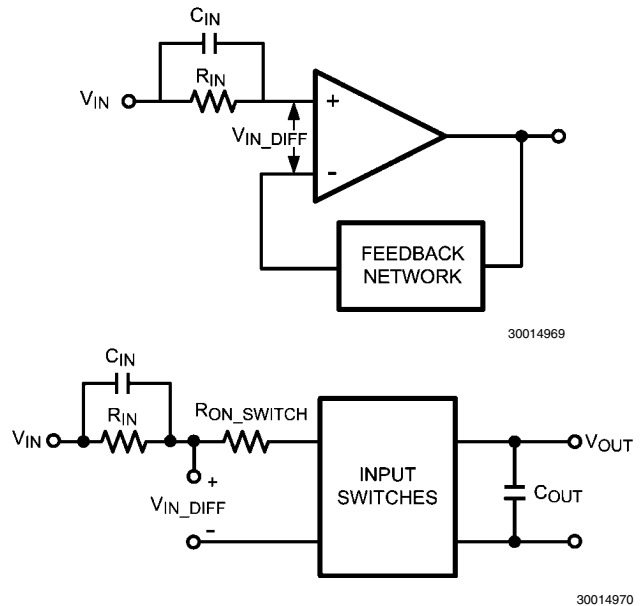 CIN
RIN
VIN
+
VIN_DIFF
-
FEEDBACK
NETWORK
30014969
CIN
RIN
RON_SWITCH
VIN
+
VIN_DIFF
-
INPUT
SWITCHES
VOUT
COUT
30014970